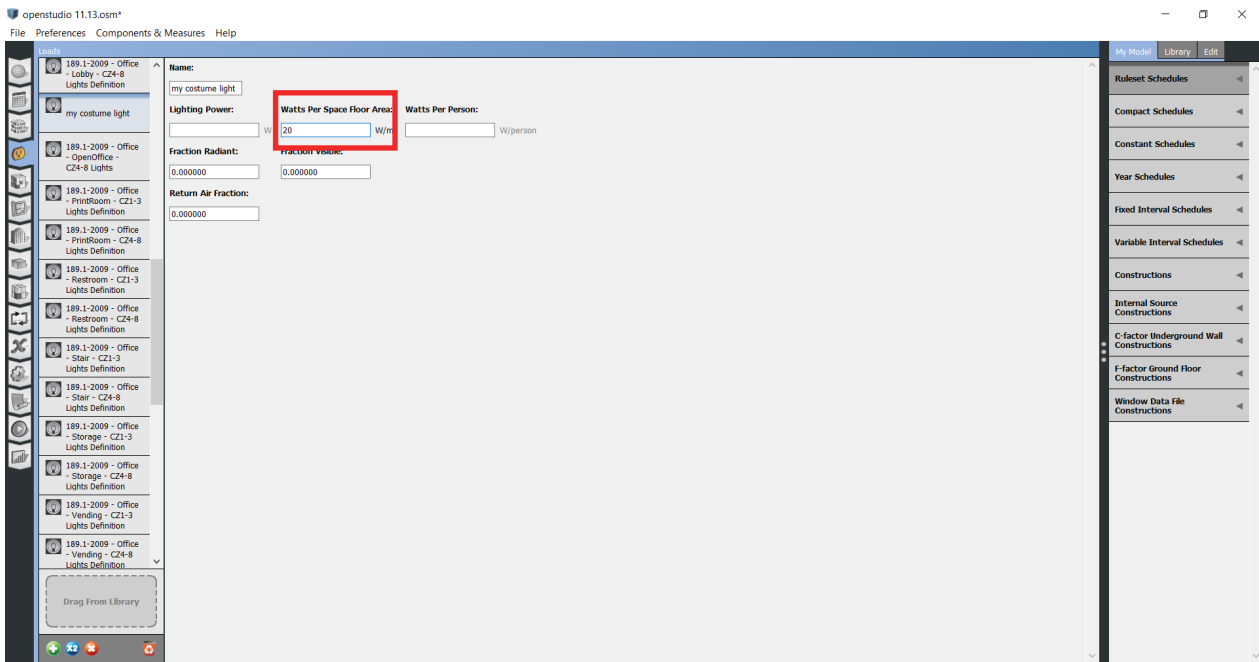 openstudio 11.13.osm*
File Preferences Components & Measures Help
Loads
189.1-2009 - Office
- Lobby - CZ4-8
Lights Definition
my costume light
189.1-2009 - Office
- OpenOffice -
CZ4-8 Lights
189.1-2009 - Office
- PrintRoom - CZ1-3
Lights Definition
189.1-2009 - Office
- PrintRoom - CZ4-8
Lights Definition
189.1-2009 - Office
- Restroom - CZ1-3
Lights Definition
189.1-2009 - Office
- Restroom - CZ4-8
Lights Definition
189.1-2009 - Office
- Stair - CZ1-3
Lights Definition
189.1-2009 - Office
- Stair - CZ4-8
Lights Definition
189.1-2009 - Office
- Storage - CZ1-3
Lights Definition
189.1-2009 - Office
- Storage - CZ4-8
Lights Definition
189.1-2009 - Office
- Vending - CZ1-3
Lights Definition
189.1-2009 - Office
- Vending - CZ4-8
Lights Definition
Drag From Library
X2
Name:
my costume light
Lighting Power: Watts Per Space Floor Area: Watts Per Person:
W 20 W/m W/person
Fraction Radiant: Fraction Visible:
0.000000 0.000000
Return Air Fraction:
0.000000
My Model Library Edit
Ruleset Schedules
Compact Schedules
Constant Schedules
Year Schedules
Fixed Interval Schedules
Variable Interval Schedules
Constructions
Internal Source
Constructions
C-factor Underground Wall
Constructions
F-factor Ground Floor
Constructions
Window Data File
Constructions